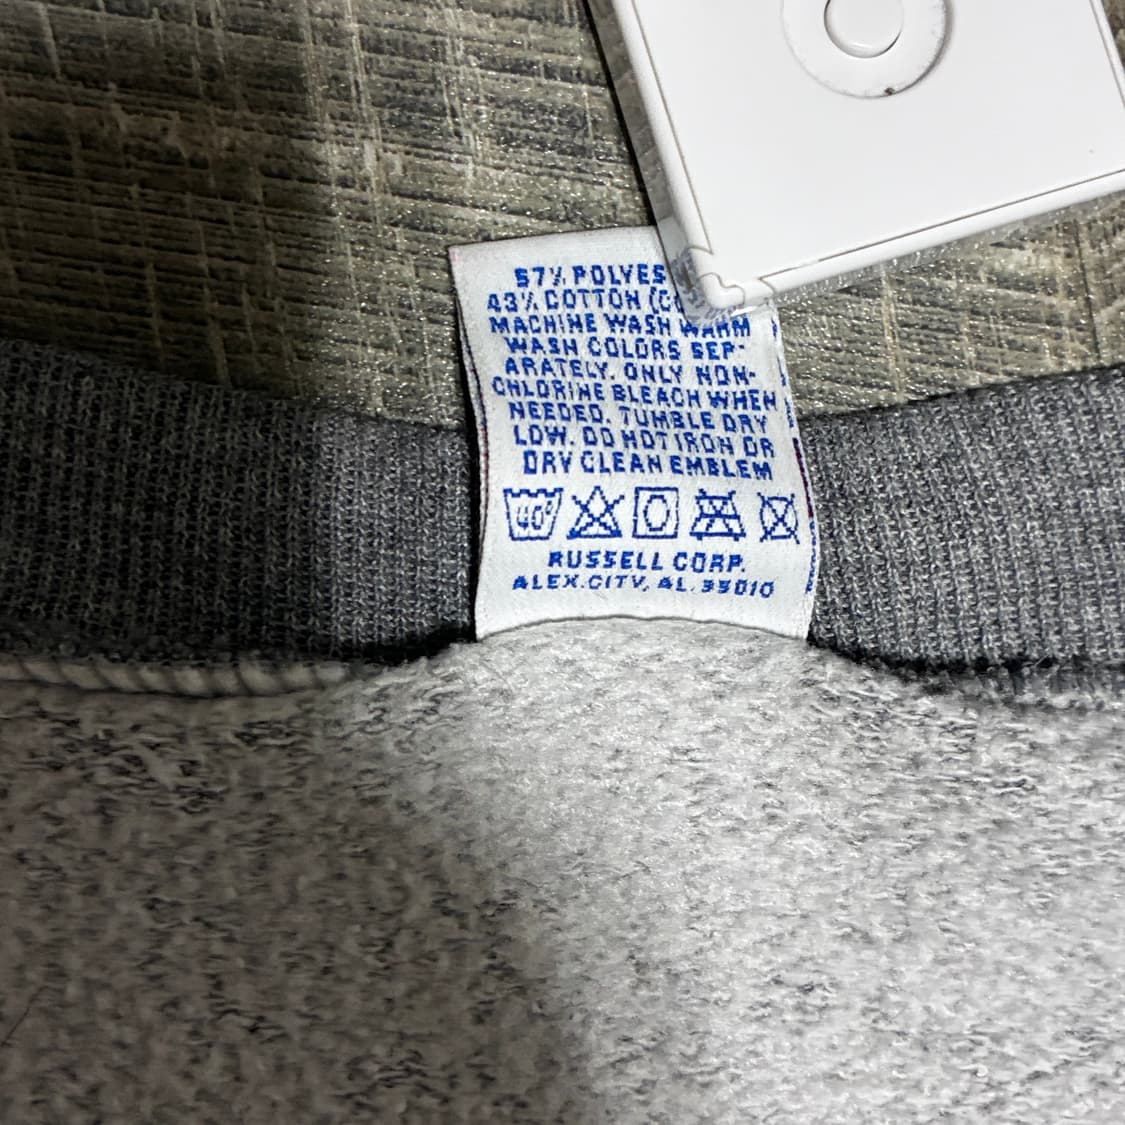 57% POLYES
43% COTTON (CO
MACHINE WASH WARM
WASH COLORS SEP-
ARATELY. ONLY NON-
CHLORINE BLEACH WHEN
NEEDED. TUMBLE DRY
LOW. DO NOT IRON OR
DRY CLEAN EMBLEM
40°
RUSSELL CORP.
ALEX.CITY, AL. 35010